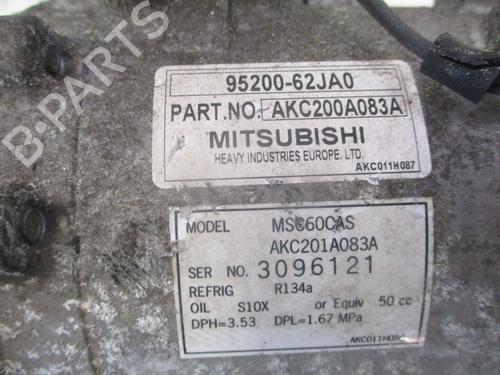 95200-62JA0
PART.NO. AKC200A083A
MITSUBISHI
HEAVY INDUSTRIES EUROPE. LTD.
AKC011H087
MODEL MSC60CAS
AKC201A083A
SER NO. 3096121
REFRIG R134a
OIL S10X or Equiv 50 cc
DPH=3.53 DPL=1.67 MPa